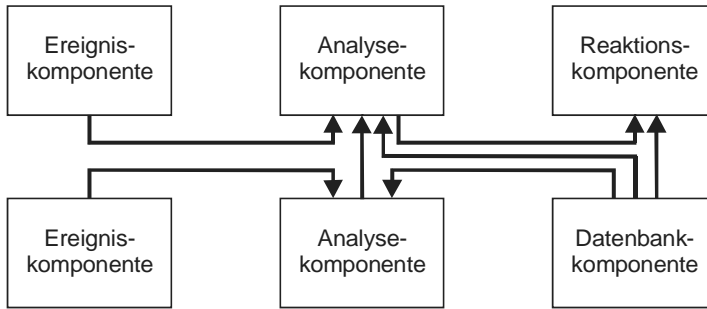 Ereignis-
komponente
Analyse-
komponente
Reaktions-
komponente
Ereignis-
komponente
Analyse-
komponente
Datenbank-
komponente